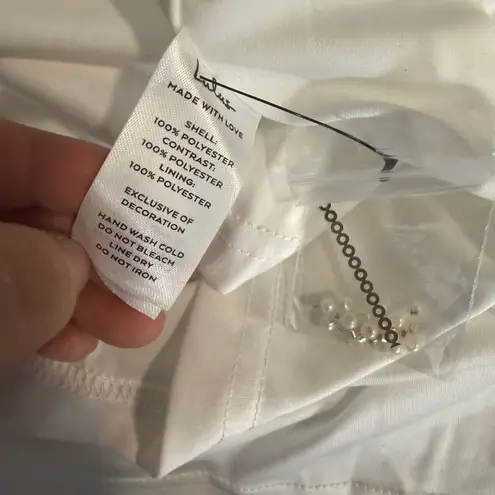 Lulus
MADE WITH LOVE
SHELL:
100% POLYESTER
CONTRAST:
100% POLYESTER
LINING:
100% POLYESTER
EXCLUSIVE OF
DECORATION
HAND WASH COLD
DO NOT BLEACH
LINE DRY
DO NOT IRON